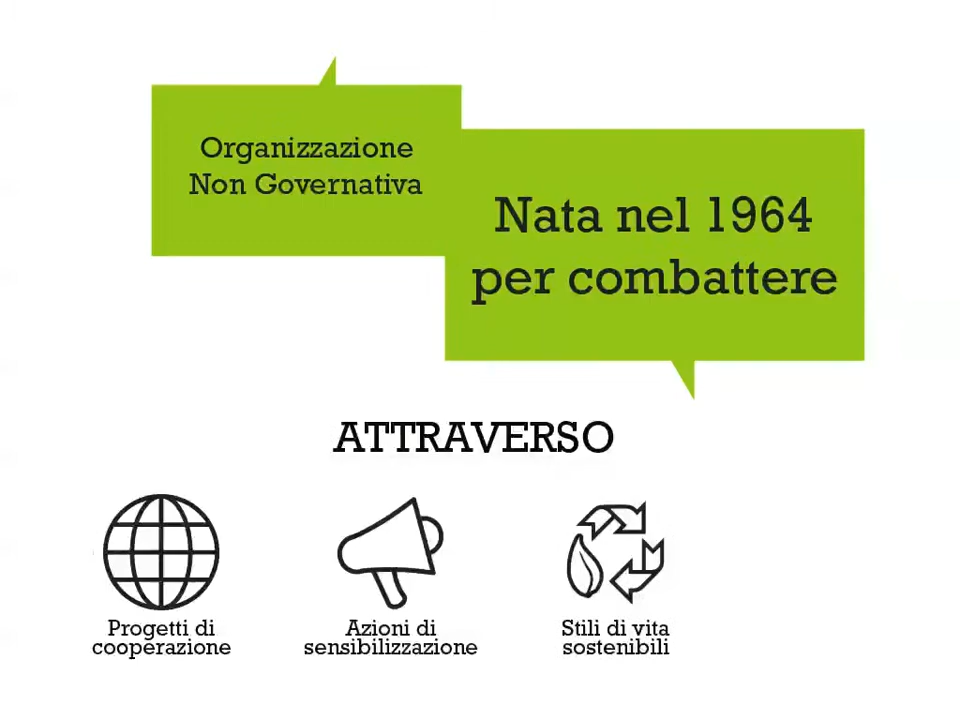 Organizzazione
Non Governativa
Nata nel 1964
per combattere
ATTRAVERSO
Progetti di
cooperazione
Azioni di
sensibilizzazione
Stili di vita
sostenibili